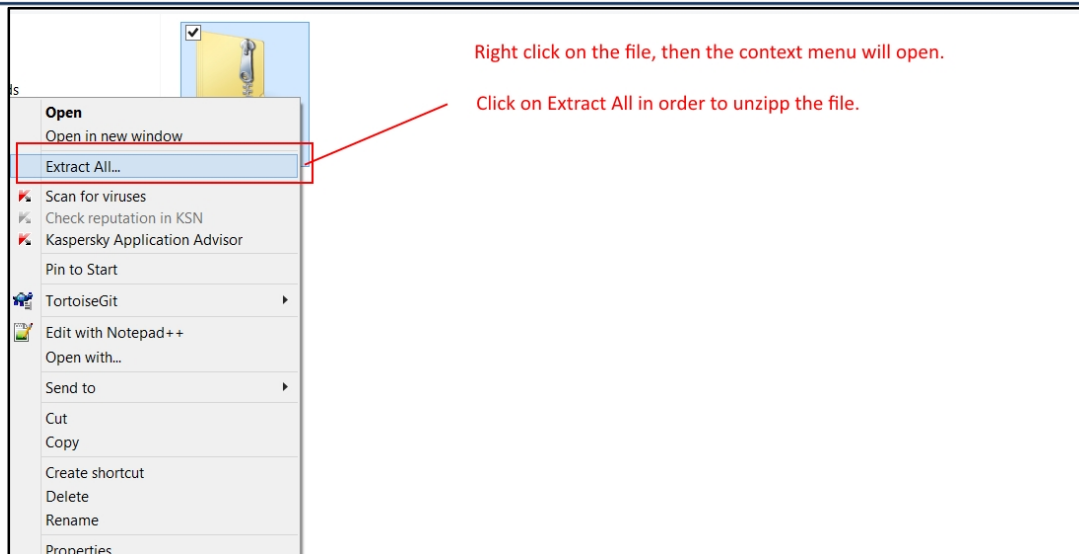 Right click on the file, then the context menu will open.
Click on Extract All in order to unzipp the file.
ds
Open
Open in new window
Extract All...
Scan for viruses
Check reputation in KSN
Kaspersky Application Advisor
Pin to Start
TortoiseGit
Edit with Notepad++
Open with...
Send to
Cut
Copy
Create shortcut
Delete
Rename
Properties